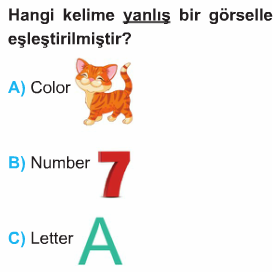 Hangi kelime yanlış bir görselle
eşleştirilmiştir?
A) Color
B) Number 7
C) Letter A